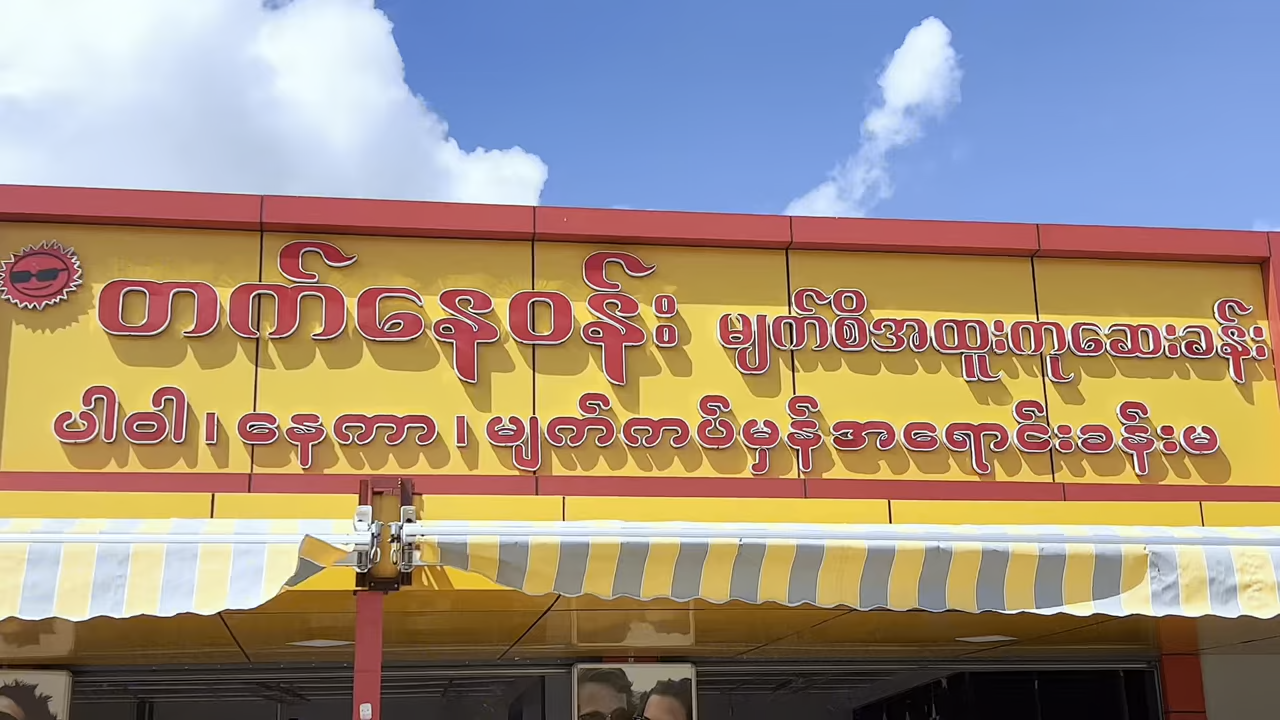 တက်နေဝန်း မျက်စိအထူးကုဆေးခန်း
ပါဝါ၊ နေကာ၊ မျက်ကပ်မှန်အရောင်းခန်းမ